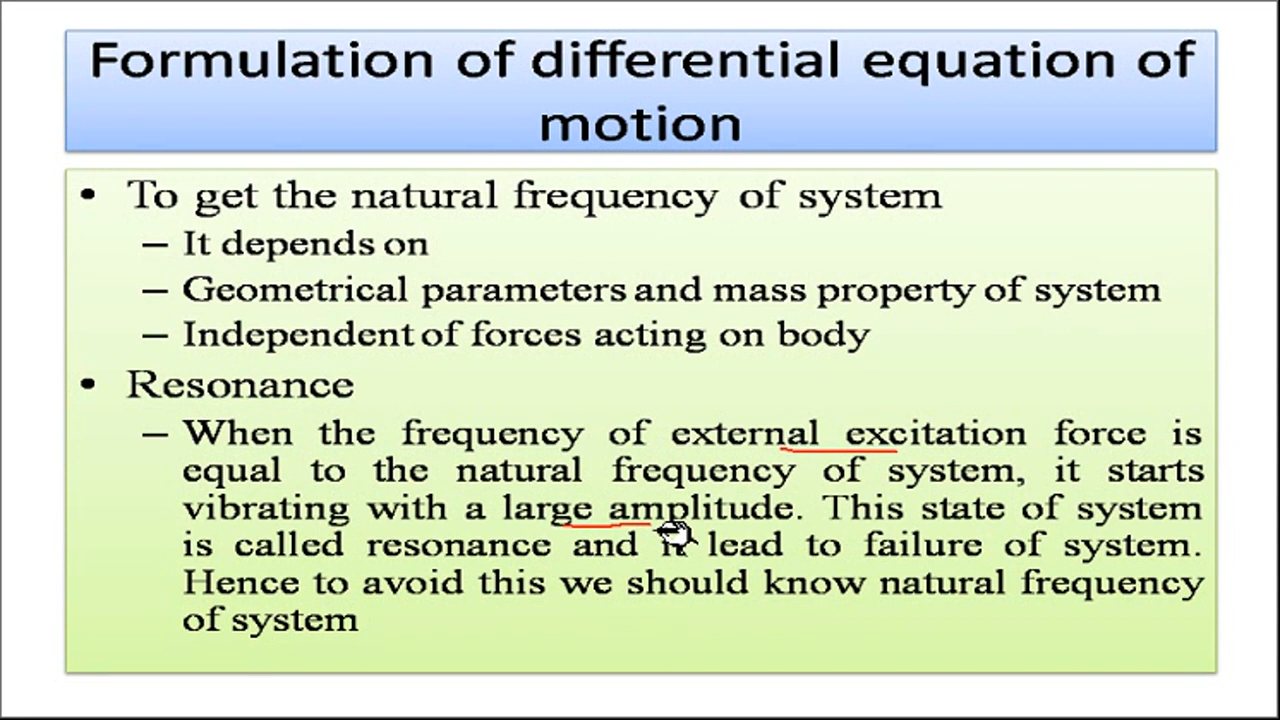 Formulation of differential equation of
motion
• To get the natural frequency of system
– It depends on
– Geometrical parameters and mass property of system
– Independent of forces acting on body
• Resonance
– When the frequency of external excitation force is
equal to the natural frequency of system, it starts
vibrating with a large amplitude. This state of system
is called resonance and it lead to failure of system.
Hence to avoid this we should know natural frequency
of system